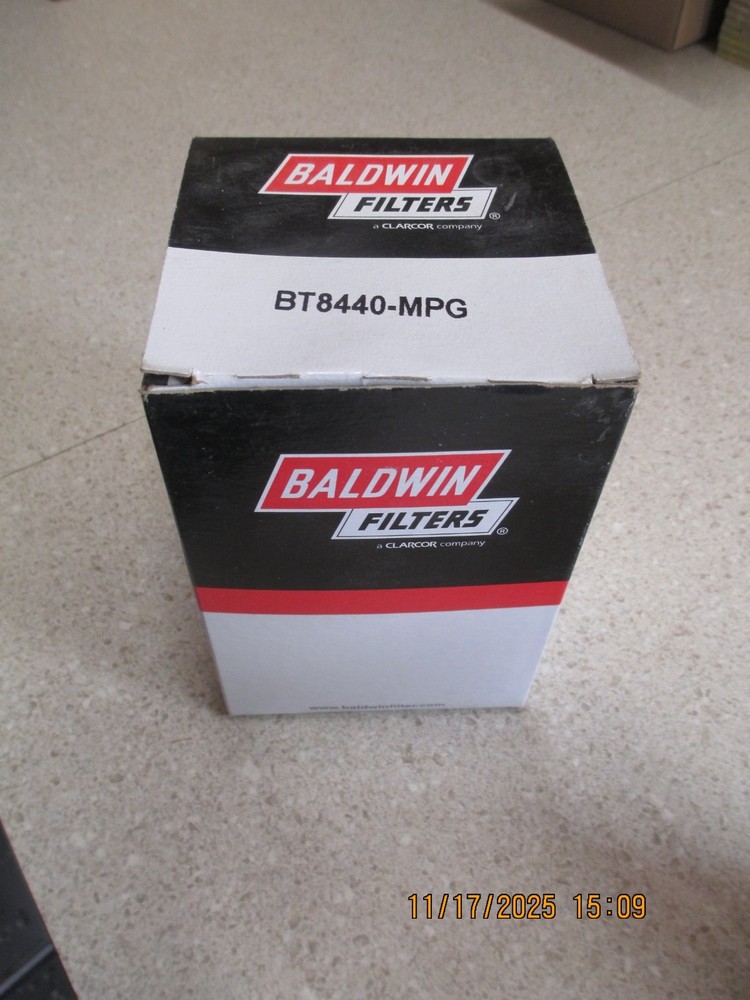 BALDWIN
FILTERS®
a CLARCOR company
BT8440-MPG
BALDWIN
FILTERS®
a CLARCOR company
www.baldwinfilter.com
11/17/2025 15:09